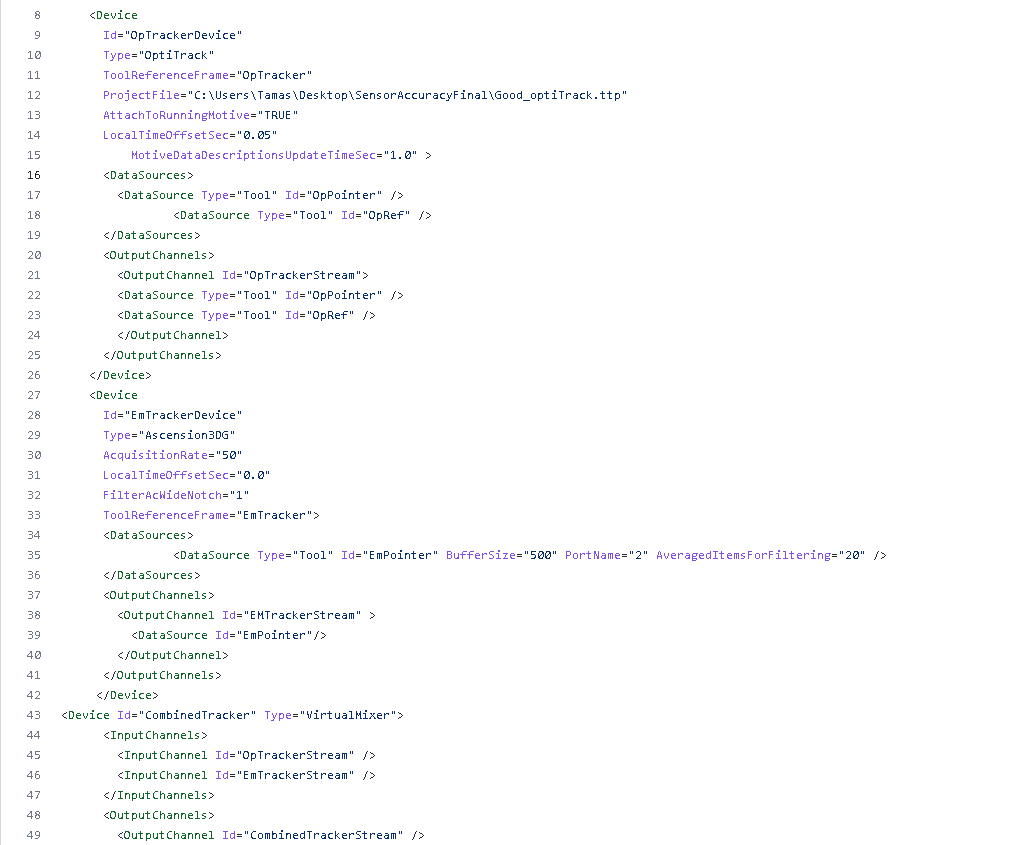 8 <Device
9 Id="OpTrackerDevice"
10 Type="OptiTrack"
11 ToolReferenceFrame="OpTracker"
12 ProjectFile="C:\Users\Tamas\Desktop\SensorAccuracyFinal\Good_optiTrack.ttp"
13 AttachToRunningMotive="TRUE"
14 LocalTimeOffsetSec="0.05"
15 MotiveDataDescriptionsUpdateTimeSec="1.0" >
16 <DataSources>
17 <DataSource Type="Tool" Id="OpPointer" />
18 <DataSource Type="Tool" Id="OpRef" />
19 </DataSources>
20 <OutputChannels>
21 <OutputChannel Id="OpTrackerStream">
22 <DataSource Type="Tool" Id="OpPointer" />
23 <DataSource Type="Tool" Id="OpRef" />
24 </OutputChannel>
25 </OutputChannels>
26 </Device>
27 <Device
28 Id="EmTrackerDevice"
29 Type="Ascension3DG"
30 AcquisitionRate="50"
31 LocalTimeOffsetSec="0.0"
32 FilterAcWideNotch="1"
33 ToolReferenceFrame="EmTracker">
34 <DataSources>
35 <DataSource Type="Tool" Id="EmPointer" BufferSize="500" PortName="2" AveragedItemsForFiltering="20" />
36 </DataSources>
37 <OutputChannels>
38 <OutputChannel Id="EMTrackerStream" >
39 <DataSource Id="EmPointer"/>
40 </OutputChannel>
41 </OutputChannels>
42 </Device>
43 <Device Id="CombinedTracker" Type="VirtualMixer">
44 <InputChannels>
45 <InputChannel Id="OpTrackerStream" />
46 <InputChannel Id="EmTrackerStream" />
47 </InputChannels>
48 <OutputChannels>
49 <OutputChannel Id="CombinedTrackerStream" />